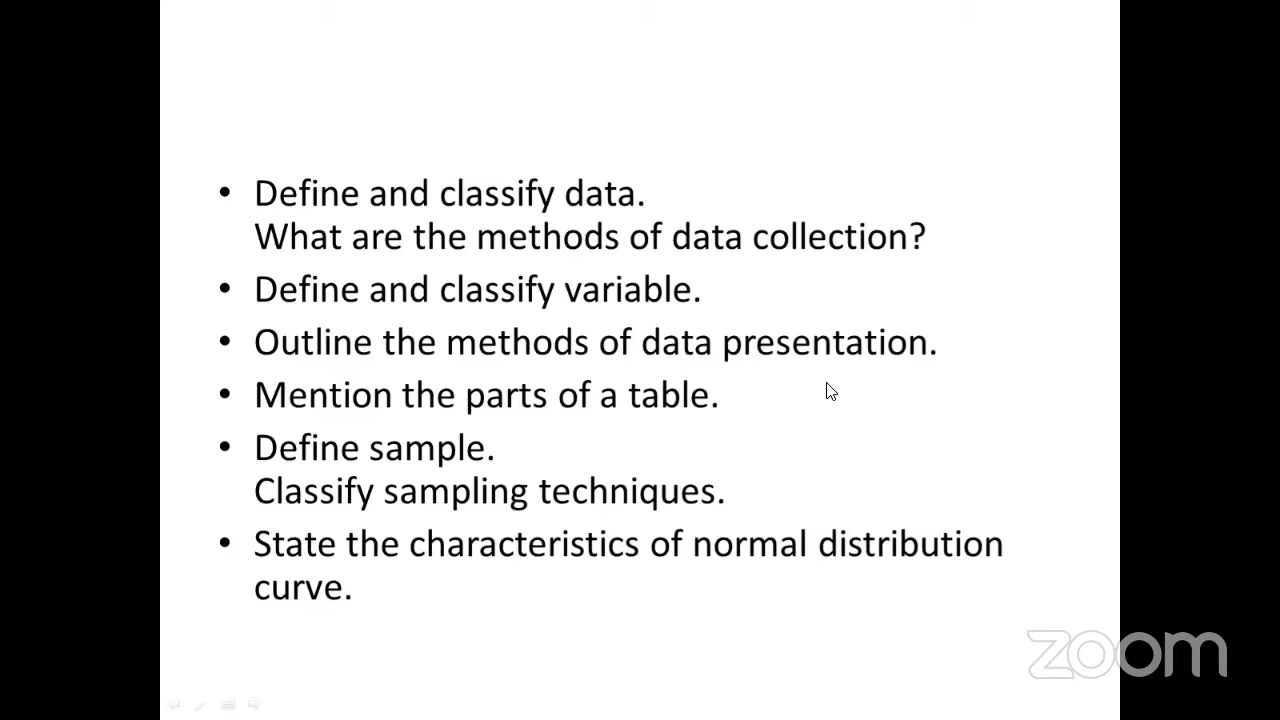 • Define and classify data.
What are the methods of data collection?
• Define and classify variable.
• Outline the methods of data presentation.
• Mention the parts of a table.
• Define sample.
Classify sampling techniques.
• State the characteristics of normal distribution
curve.
zoom